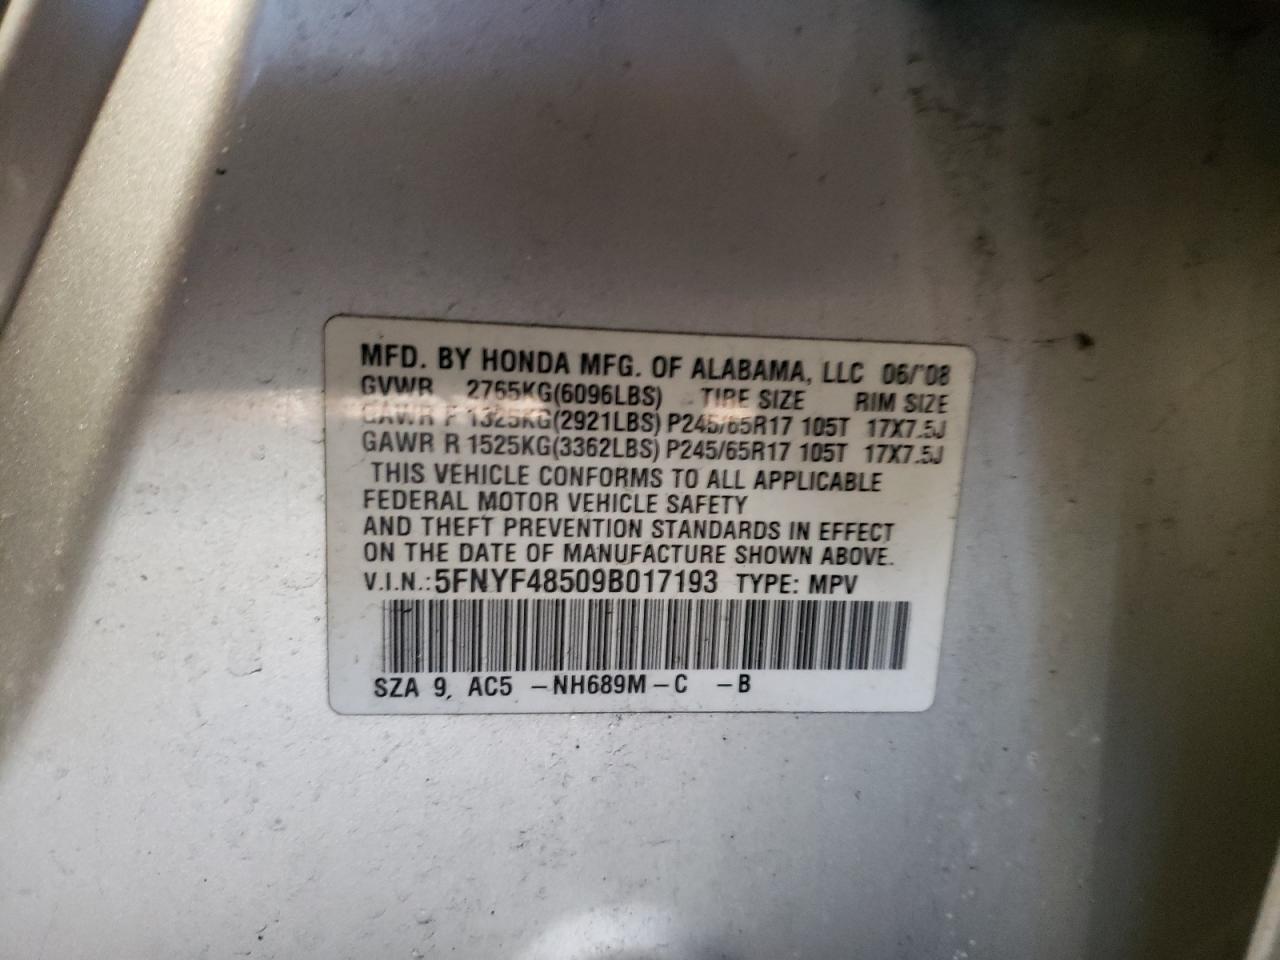 MFD. BY HONDA MFG. OF ALABAMA, LLC 06/'08
GVWR 2765KG(6096LBS) TIRE SIZE RIM SIZE
GAWR F 1325KG(2921LBS) P245/65R17 105T 17X7.5J
GAWR R 1525KG(3362LBS) P245/65R17 105T 17X7.5J
THIS VEHICLE CONFORMS TO ALL APPLICABLE
FEDERAL MOTOR VEHICLE SAFETY
AND THEFT PREVENTION STANDARDS IN EFFECT
ON THE DATE OF MANUFACTURE SHOWN ABOVE.
V.I.N.:5FNYF48509B017193 TYPE: MPV
SZA 9, AC5 -NH689M-C -B